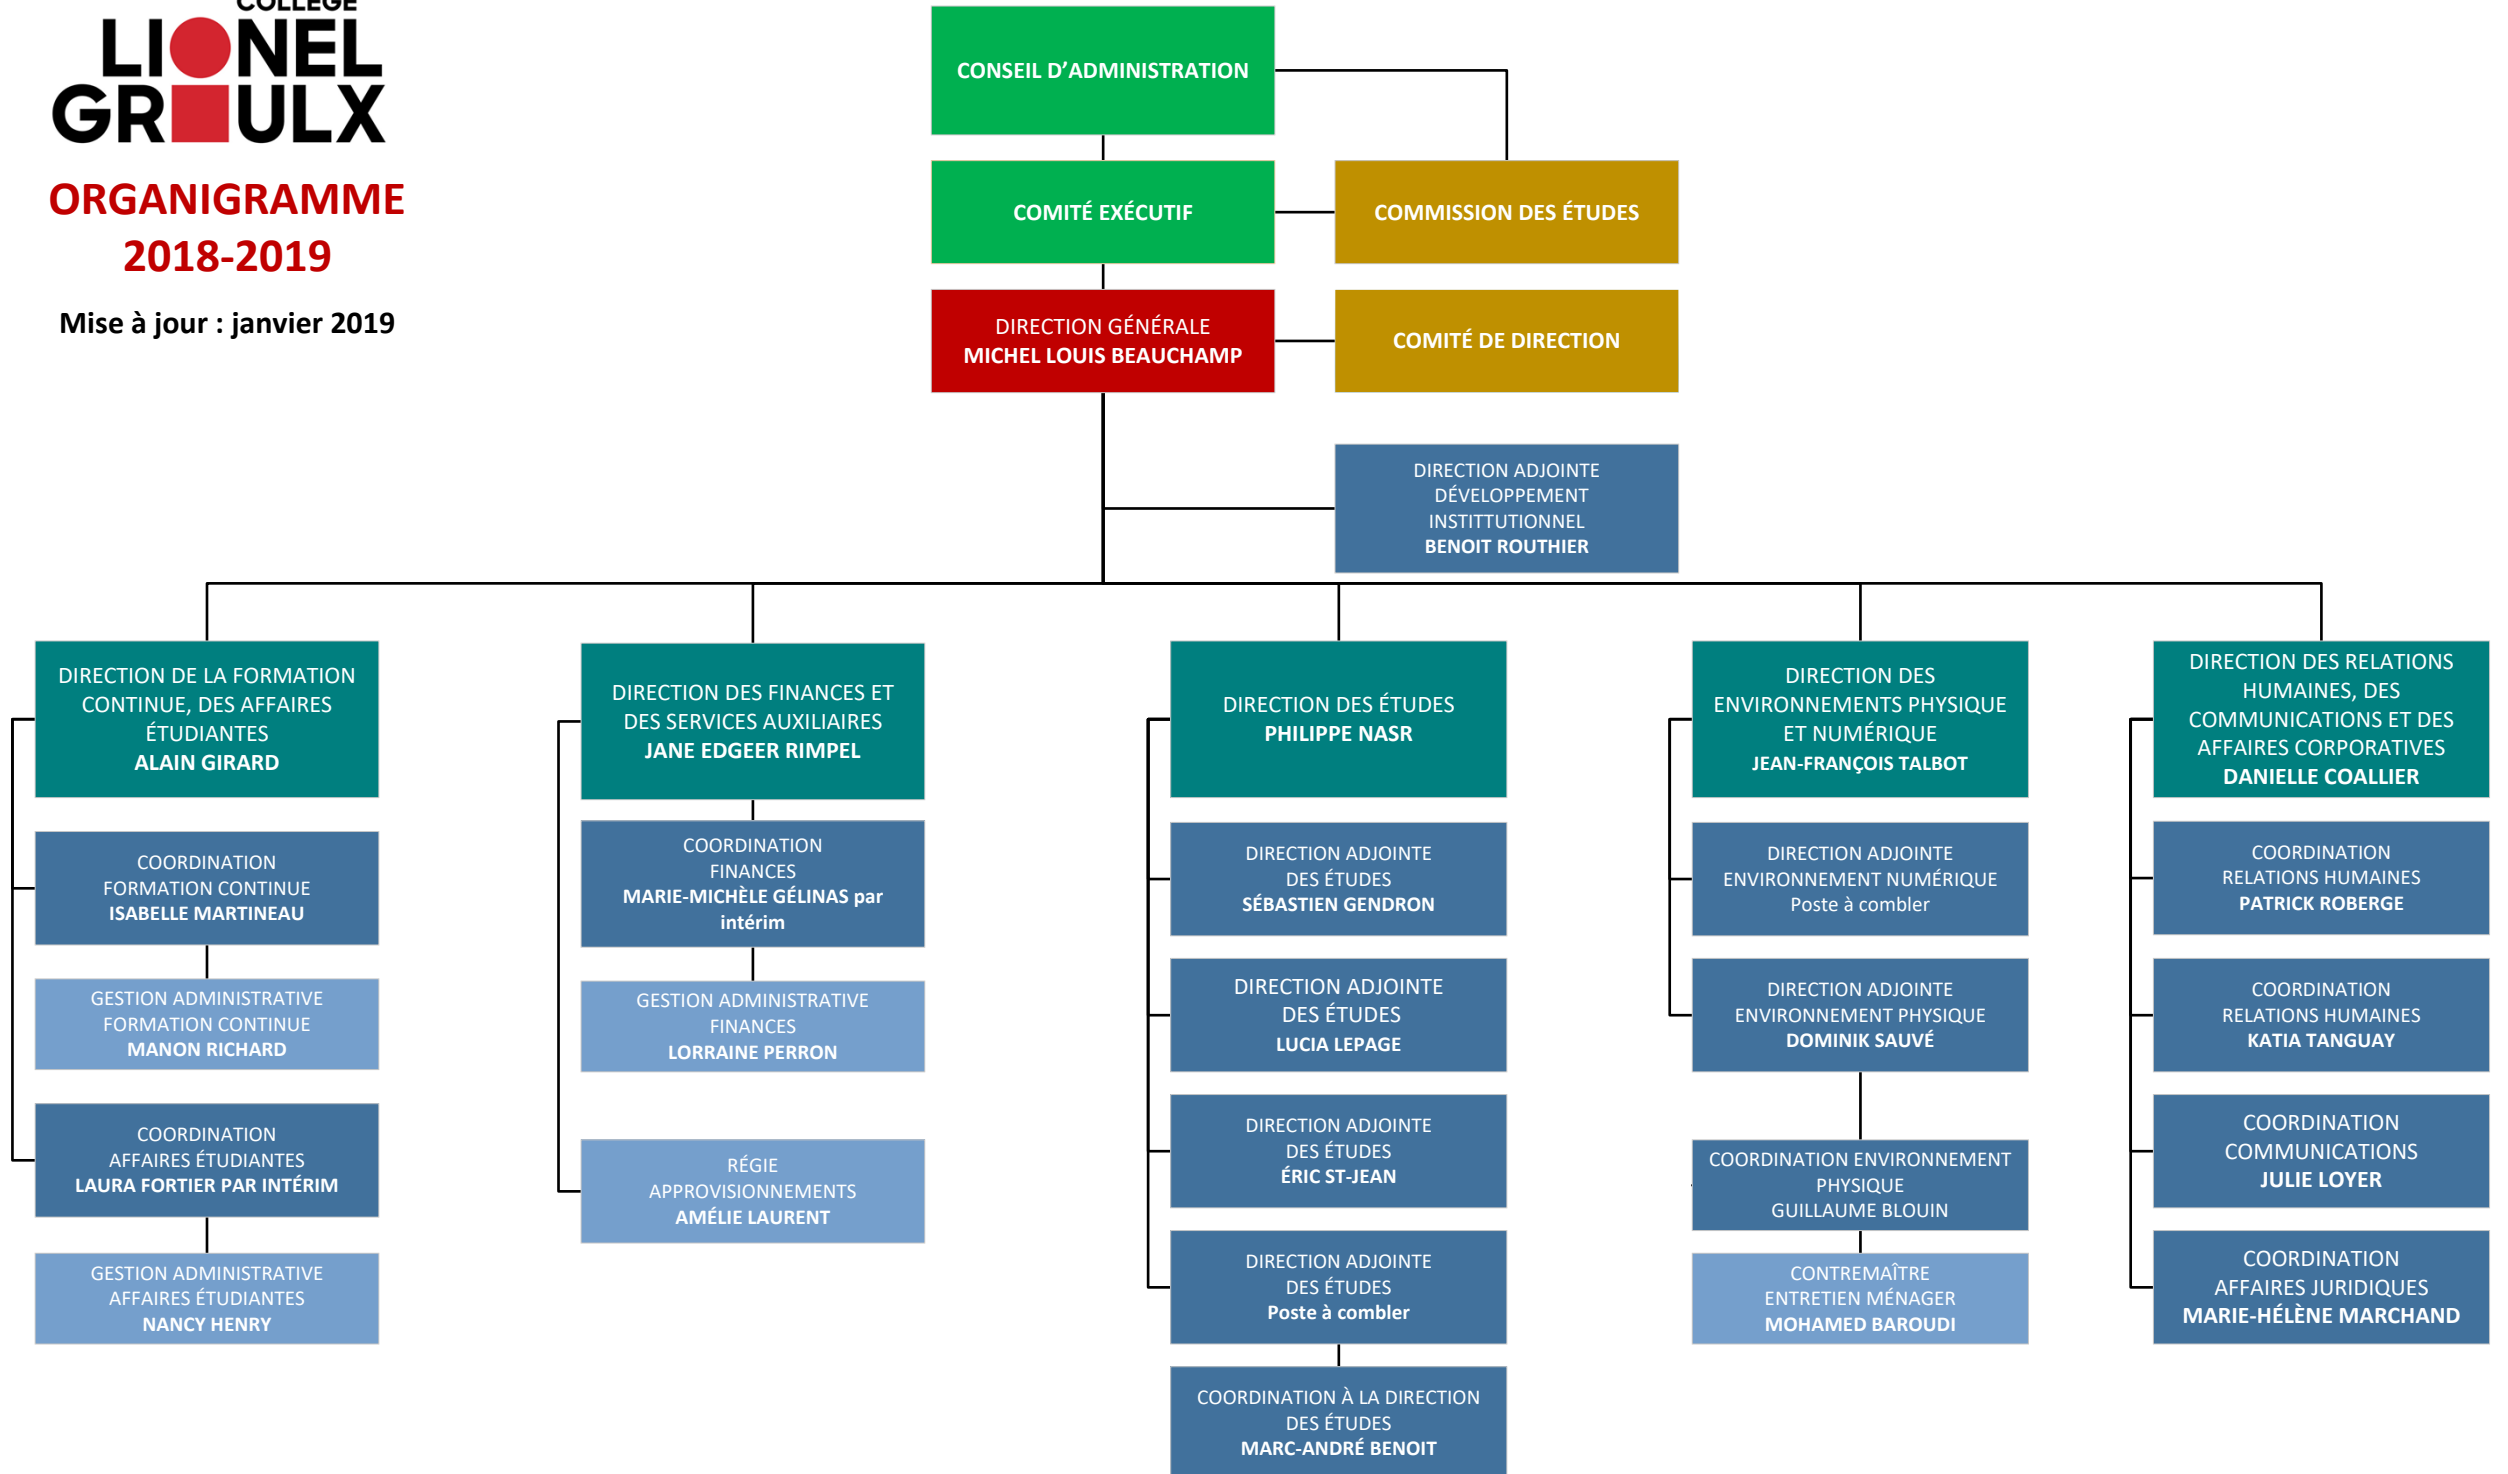 COLLÈGE
LIONEL
GROULX
ORGANIGRAMME
2018-2019
Mise à jour : janvier 2019
CONSEIL D’ADMINISTRATION
COMITÉ EXÉCUTIF
COMMISSION DES ÉTUDES
DIRECTION GÉNÉRALE
MICHEL LOUIS BEAUCHAMP
COMITÉ DE DIRECTION
DIRECTION ADJOINTE
DÉVELOPPEMENT
INSTITTUTIONNEL
BENOIT ROUTHIER
DIRECTION DE LA FORMATION
CONTINUE, DES AFFAIRES
ÉTUDIANTES
ALAIN GIRARD
COORDINATION
FORMATION CONTINUE
ISABELLE MARTINEAU
GESTION ADMINISTRATIVE
FORMATION CONTINUE
MANON RICHARD
COORDINATION
AFFAIRES ÉTUDIANTES
LAURA FORTIER PAR INTÉRIM
GESTION ADMINISTRATIVE
AFFAIRES ÉTUDIANTES
NANCY HENRY
DIRECTION DES FINANCES ET
DES SERVICES AUXILIAIRES
JANE EDGEER RIMPEL
COORDINATION
FINANCES
MARIE-MICHÈLE GÉLINAS par
intérim
GESTION ADMINISTRATIVE
FINANCES
LORRAINE PERRON
RÉGIE
APPROVISIONNEMENTS
AMÉLIE LAURENT
DIRECTION DES ÉTUDES
PHILIPPE NASR
DIRECTION ADJOINTE
DES ÉTUDES
SÉBASTIEN GENDRON
DIRECTION ADJOINTE
DES ÉTUDES
LUCIA LEPAGE
DIRECTION ADJOINTE
DES ÉTUDES
ÉRIC ST-JEAN
DIRECTION ADJOINTE
DES ÉTUDES
Poste à combler
COORDINATION À LA DIRECTION
DES ÉTUDES
MARC-ANDRÉ BENOIT
DIRECTION DES
ENVIRONNEMENTS PHYSIQUE
ET NUMÉRIQUE
JEAN-FRANÇOIS TALBOT
DIRECTION ADJOINTE
ENVIRONNEMENT NUMÉRIQUE
Poste à combler
DIRECTION ADJOINTE
ENVIRONNEMENT PHYSIQUE
DOMINIK SAUVÉ
COORDINATION ENVIRONNEMENT
PHYSIQUE
GUILLAUME BLOUIN
CONTREMAÎTRE
ENTRETIEN MÉNAGER
MOHAMED BAROUDI
DIRECTION DES RELATIONS
HUMAINES, DES
COMMUNICATIONS ET DES
AFFAIRES CORPORATIVES
DANIELLE COALLIER
COORDINATION
RELATIONS HUMAINES
PATRICK ROBERGE
COORDINATION
RELATIONS HUMAINES
KATIA TANGUAY
COORDINATION
COMMUNICATIONS
JULIE LOYER
COORDINATION
AFFAIRES JURIDIQUES
MARIE-HÉLÈNE MARCHAND